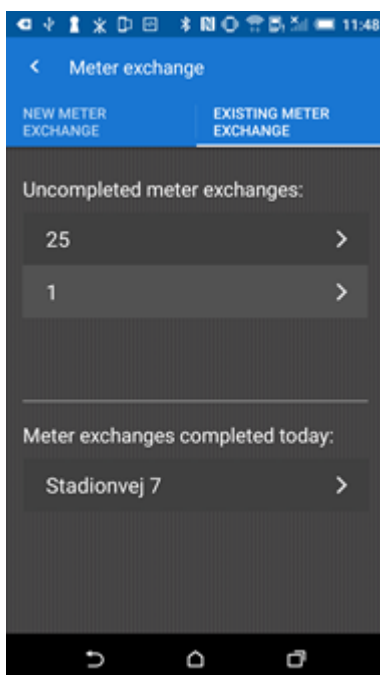 11:48
Meter exchange
NEW METER
EXCHANGE
EXISTING METER
EXCHANGE
Uncompleted meter exchanges:
25
1
Meter exchanges completed today:
Stadionvej 7